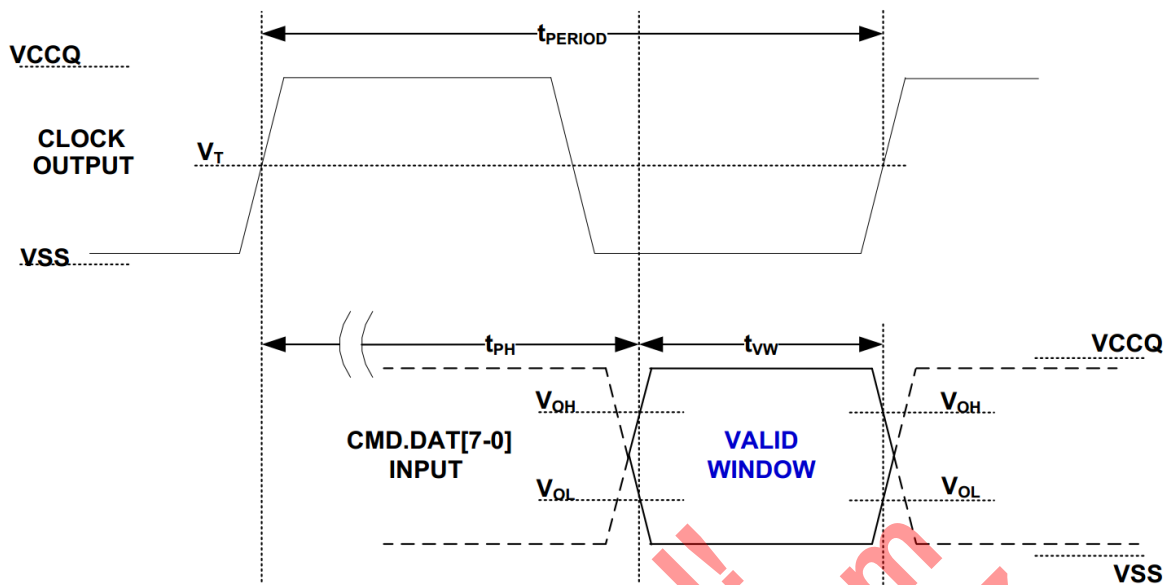 tPERIOD
VCCQ
CLOCK
OUTPUT
VT
VSS
tPH
tVW
VCCQ
VOH
VOH
CMD.DAT[7-0]
INPUT
VALID
WINDOW
VOL
VOL
VSS